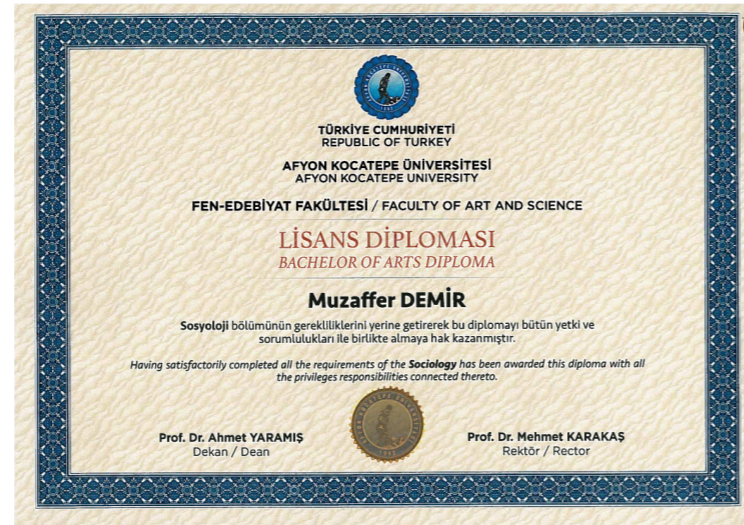 TÜRKİYE CUMHURİYETİ
REPUBLIC OF TURKEY
AFYON KOCATEPE ÜNİVERSİTESİ
AFYON KOCATEPE UNIVERSITY
FEN-EDEBİYAT FAKÜLTESİ / FACULTY OF ART AND SCIENCE
LİSANS DİPLOMASI
BACHELOR OF ARTS DIPLOMA
Muzaffer DEMİR
Sosyoloji bölümünün gerekliliklerini yerine getirerek bu diplomayı bütün yetki ve
sorumlulukları ile birlikte almaya hak kazanmıştır.
Having satisfactorily completed all the requirements of the Sociology has been awarded this diploma with all
the privileges responsibilities connected thereto.
Prof. Dr. Ahmet YARAMIŞ
Dekan / Dean
Prof. Dr. Mehmet KARAKAŞ
Rektör / Rector